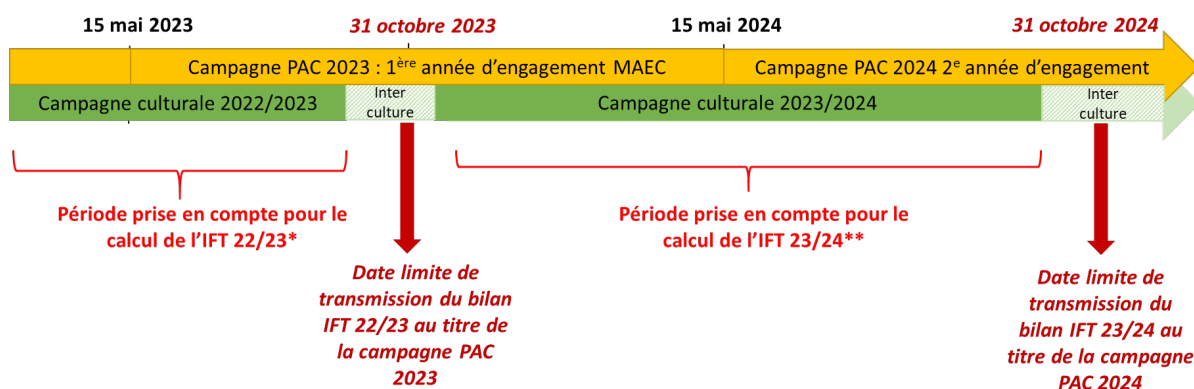 15 mai 2023
31 octobre 2023
15 mai 2024
31 octobre 2024
Campagne PAC 2023 : 1ère année d’engagement MAEC
Campagne PAC 2024 2e année d’engagement
Campagne culturale 2022/2023
Inter
culture
Campagne culturale 2023/2024
Inter
culture
Période prise en compte pour le
calcul de l’IFT 22/23*
Période prise en compte pour le
calcul de l’IFT 23/24**
Date limite de
transmission du bilan
IFT 22/23 au titre de
la campagne PAC
2023
Date limite de
transmission du
bilan IFT 23/24 au
titre de la campagne
PAC 2024